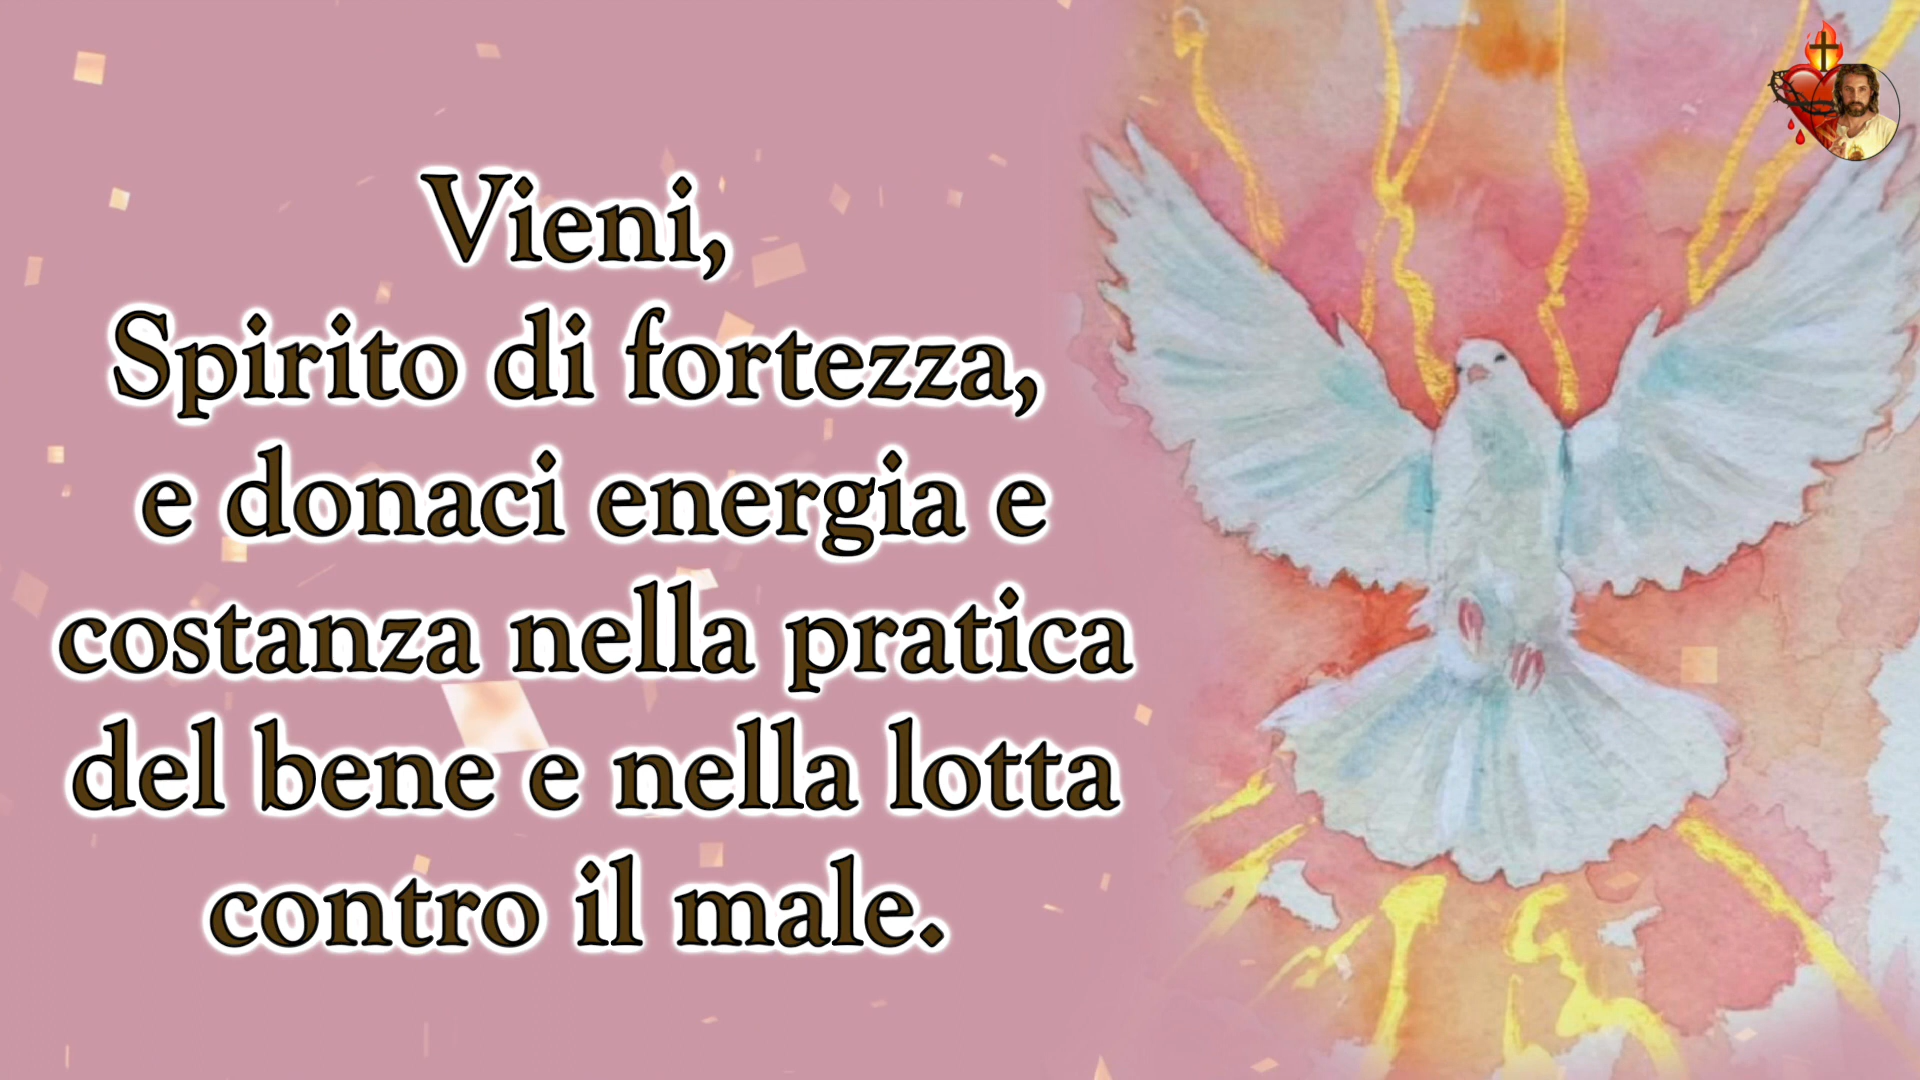 Vieni,
Spirito di fortezza,
e donaci energia e
costanza nella pratica
del bene e nella lotta
contro il male.